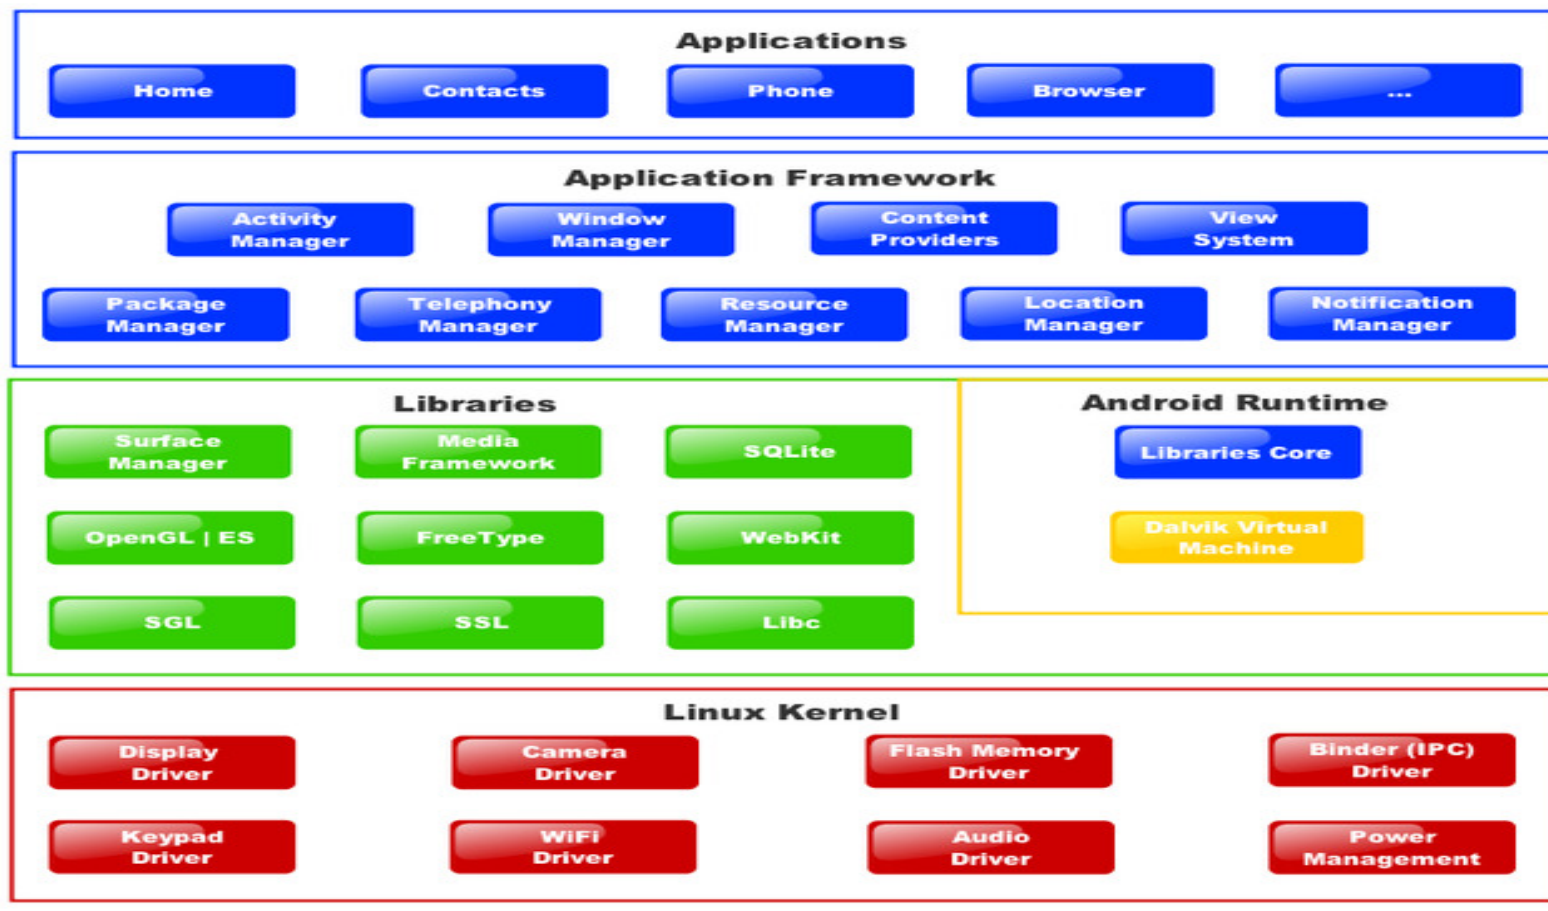 Applications
Home
Contacts
Phone
Browser
...
Application Framework
Activity
Manager
Window
Manager
Content
Providers
View
System
Package
Manager
Telephony
Manager
Resource
Manager
Location
Manager
Notification
Manager
Libraries
Surface
Manager
Media
Framework
SQLite
OpenGL | ES
FreeType
WebKit
SGL
SSL
Libc
Android Runtime
Libraries Core
Dalvik Virtual
Machine
Linux Kernel
Display
Driver
Camera
Driver
Flash Memory
Driver
Binder (IPC)
Driver
Keypad
Driver
WiFi
Driver
Audio
Driver
Power
Management